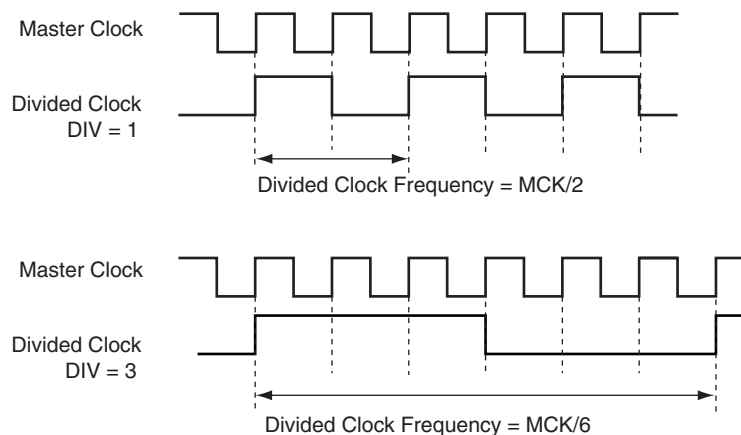 Master Clock
Divided Clock
DIV = 1
Divided Clock Frequency = MCK/2
Master Clock
Divided Clock
DIV = 3
Divided Clock Frequency = MCK/6